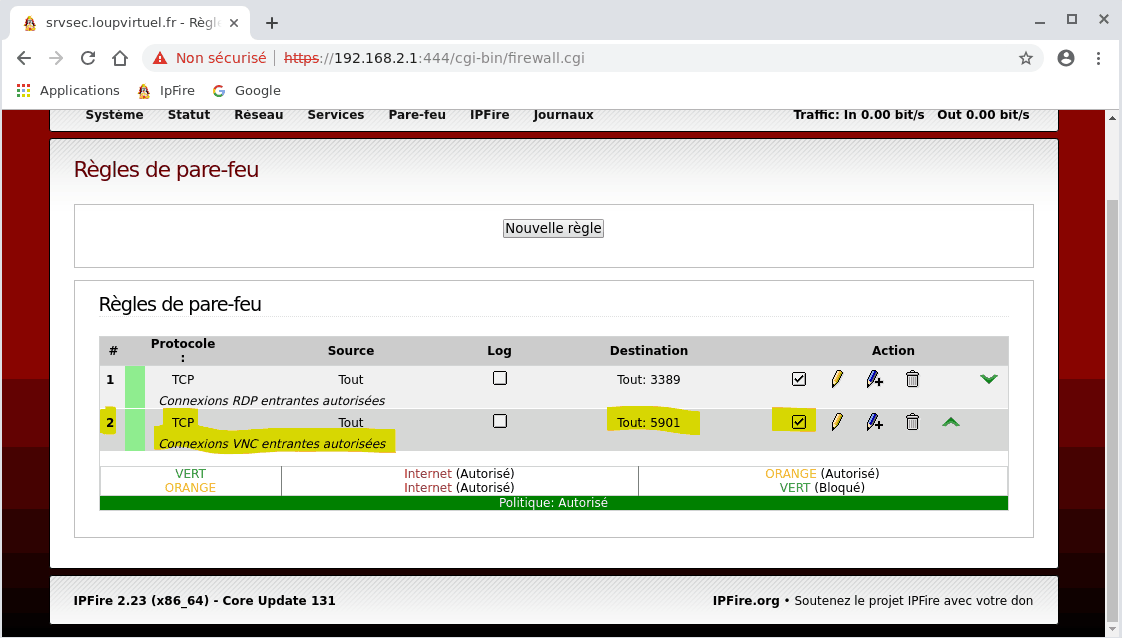 srvsec.loupvirtuel.fr - Règl
Non sécurisé https://192.168.2.1:444/cgi-bin/firewall.cgi
Applications IpFire Google
Système Statut Réseau Services Pare-feu IPFire Journaux Traffic: In 0.00 bit/s Out 0.00 bit/s
Règles de pare-feu
Nouvelle règle
Règles de pare-feu
# Protocole : Source Log Destination Action
1 TCP Tout Tout: 3389
Connexions RDP entrantes autorisées
2 TCP Tout Tout: 5901
Connexions VNC entrantes autorisées
VERT Internet (Autorisé) ORANGE (Autorisé)
ORANGE Internet (Autorisé) VERT (Bloqué)
Politique: Autorisé
IPFire 2.23 (x86_64) - Core Update 131 IPFire.org • Soutenez le projet IPFire avec votre don